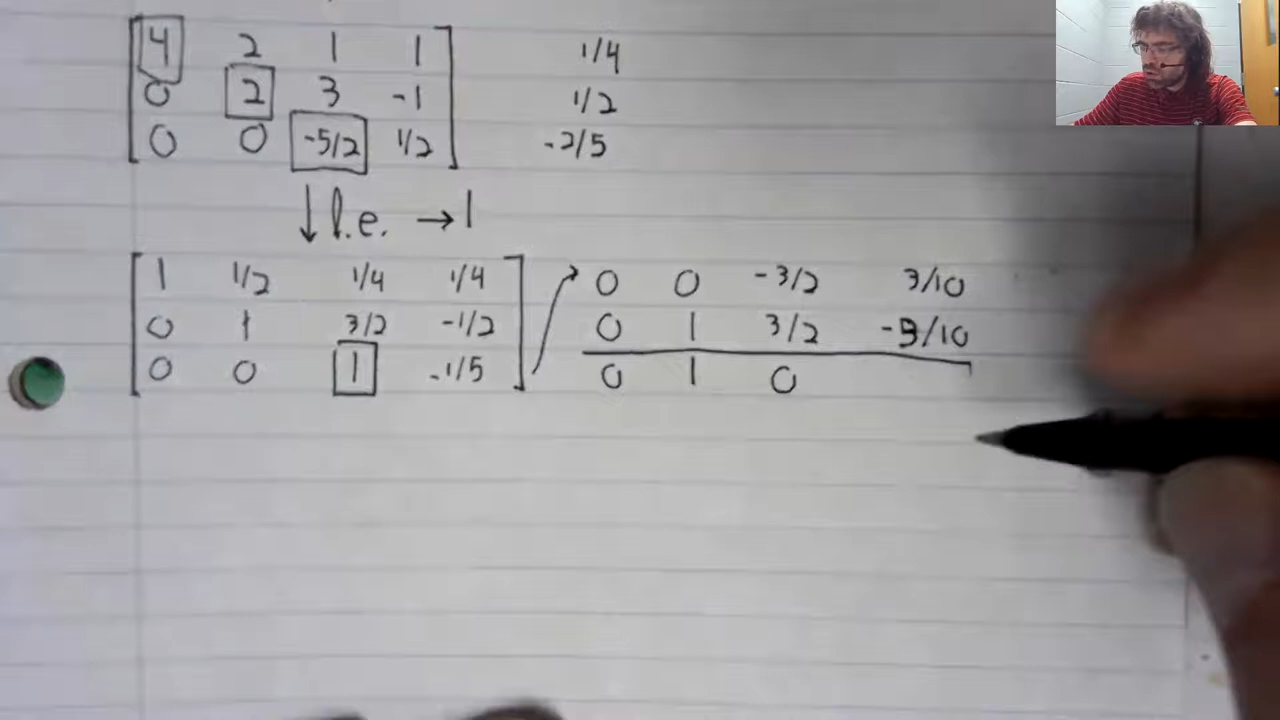 4 2 1 1 1/4
0 2 3 -1 1/2
0 0 -5/2 1/2 -2/5
↓ l.e. → 1
1 1/2 1/4 1/4 0 0 -3/2 3/10
0 1 3/2 -1/2 0 1 3/2 -5/10
0 0 1 -1/5 0 1 0